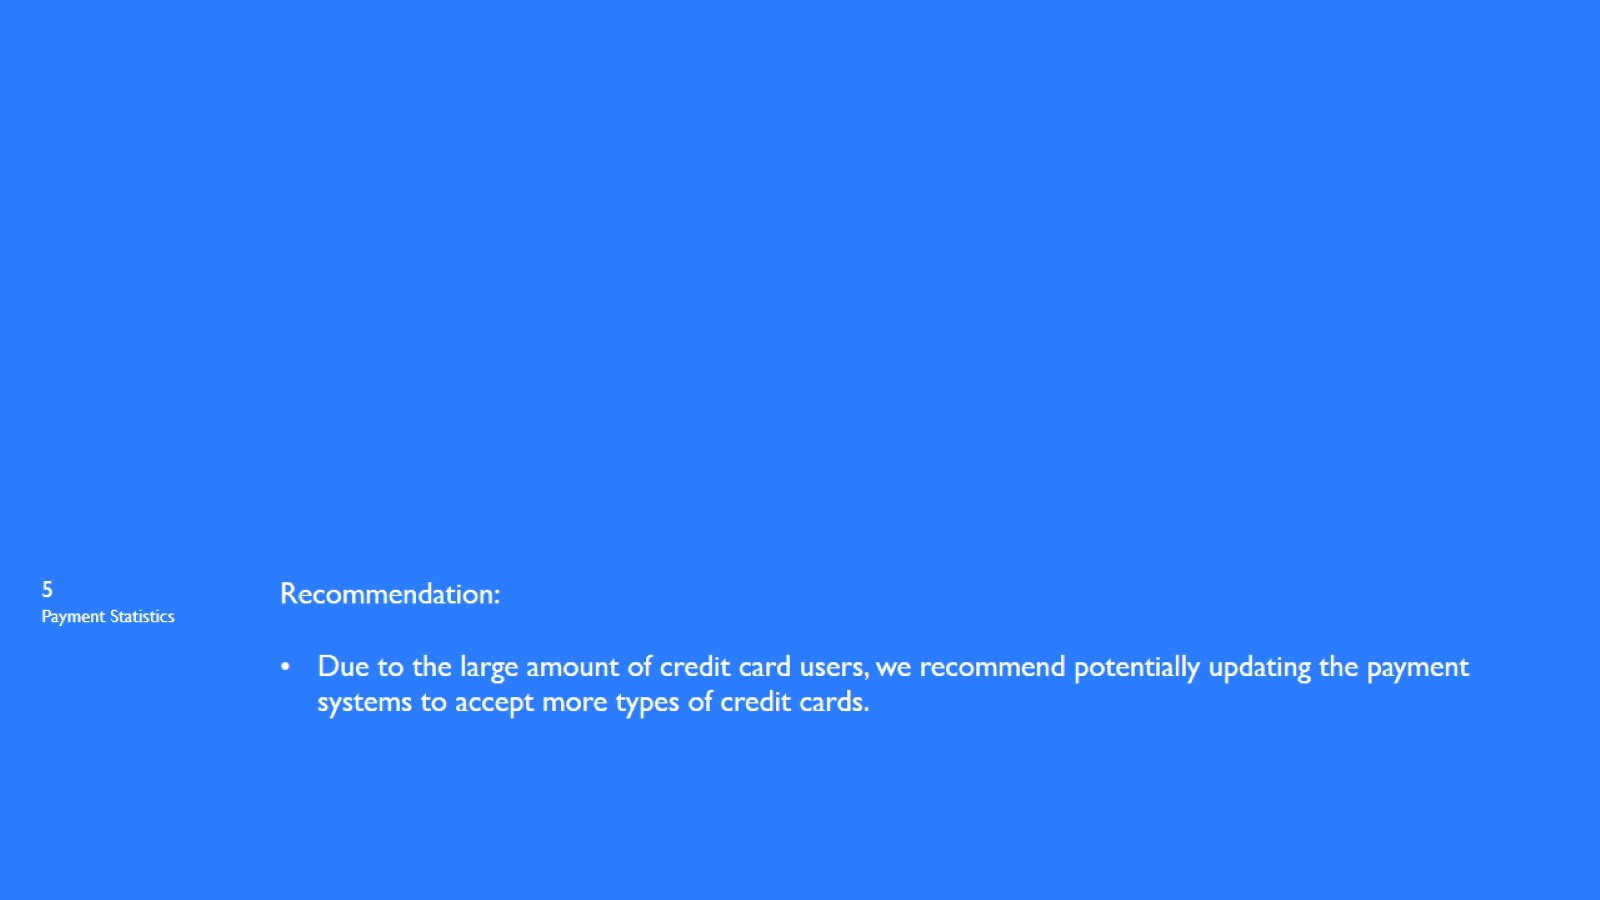 5
Payment Statistics
Recommendation:
• Due to the large amount of credit card users, we recommend potentially updating the payment
systems to accept more types of credit cards.